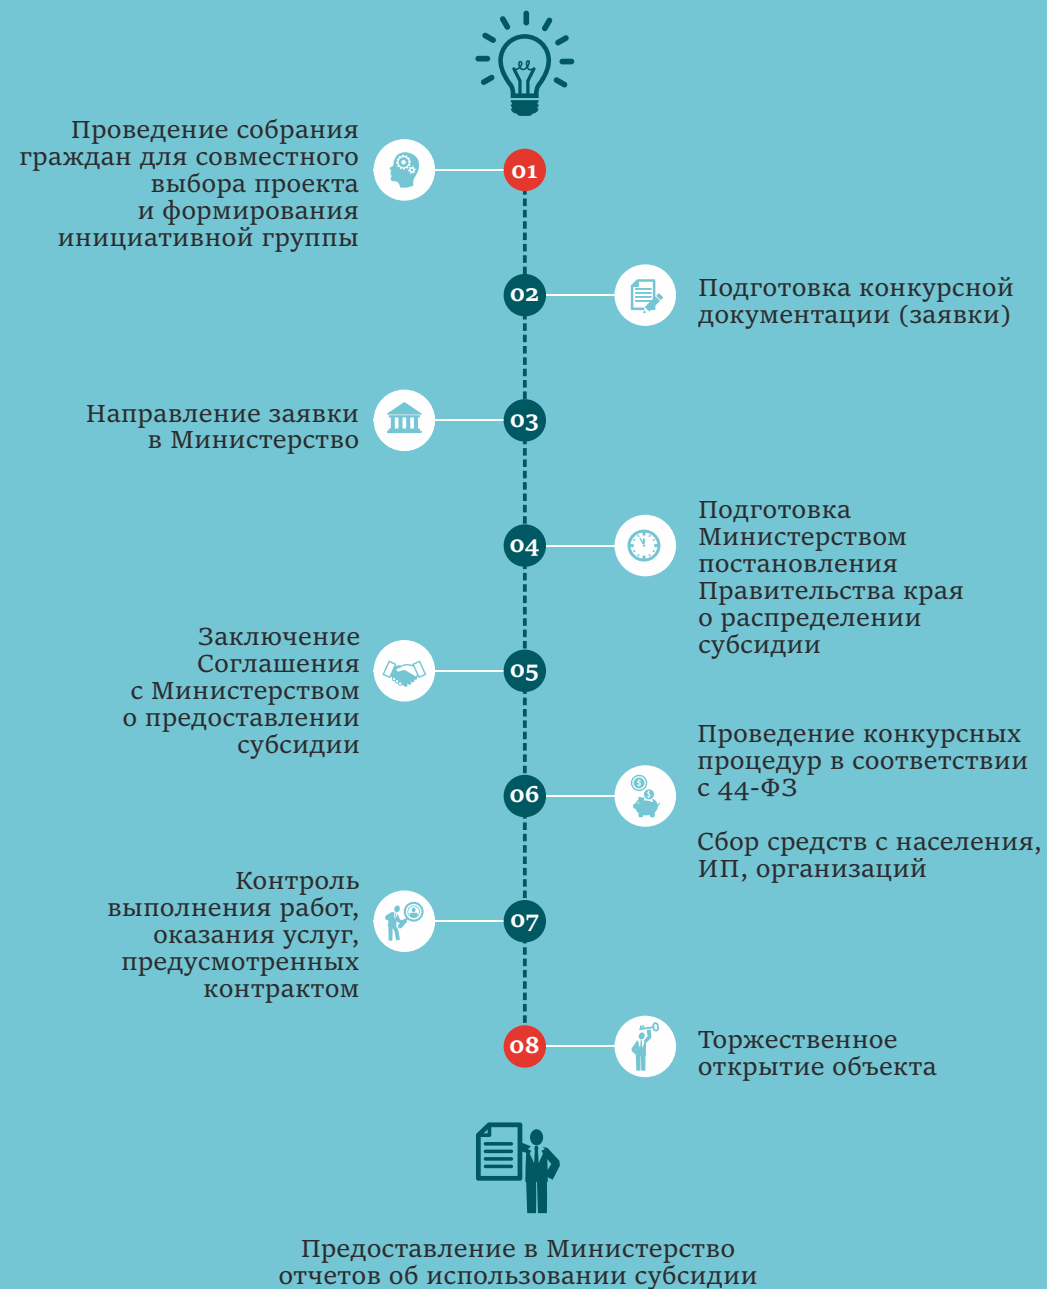 01
Проведение собрания
граждан для совместного
выбора проекта
и формирования
инициативной группы
02
Подготовка конкурсной
документации (заявки)
03
Направление заявки
в Министерство
04
Подготовка
Министерством
постановления
Правительства края
о распределении
субсидии
05
Заключение
Соглашения
с Министерством
о предоставлении
субсидии
06
Проведение конкурсных
процедур в соответствии
с 44-ФЗ
Сбор средств с населения,
ИП, организаций
07
Контроль
выполнения работ,
оказания услуг,
предусмотренных
контрактом
08
Торжественное
открытие объекта
Предоставление в Министерство
отчетов об использовании субсидии